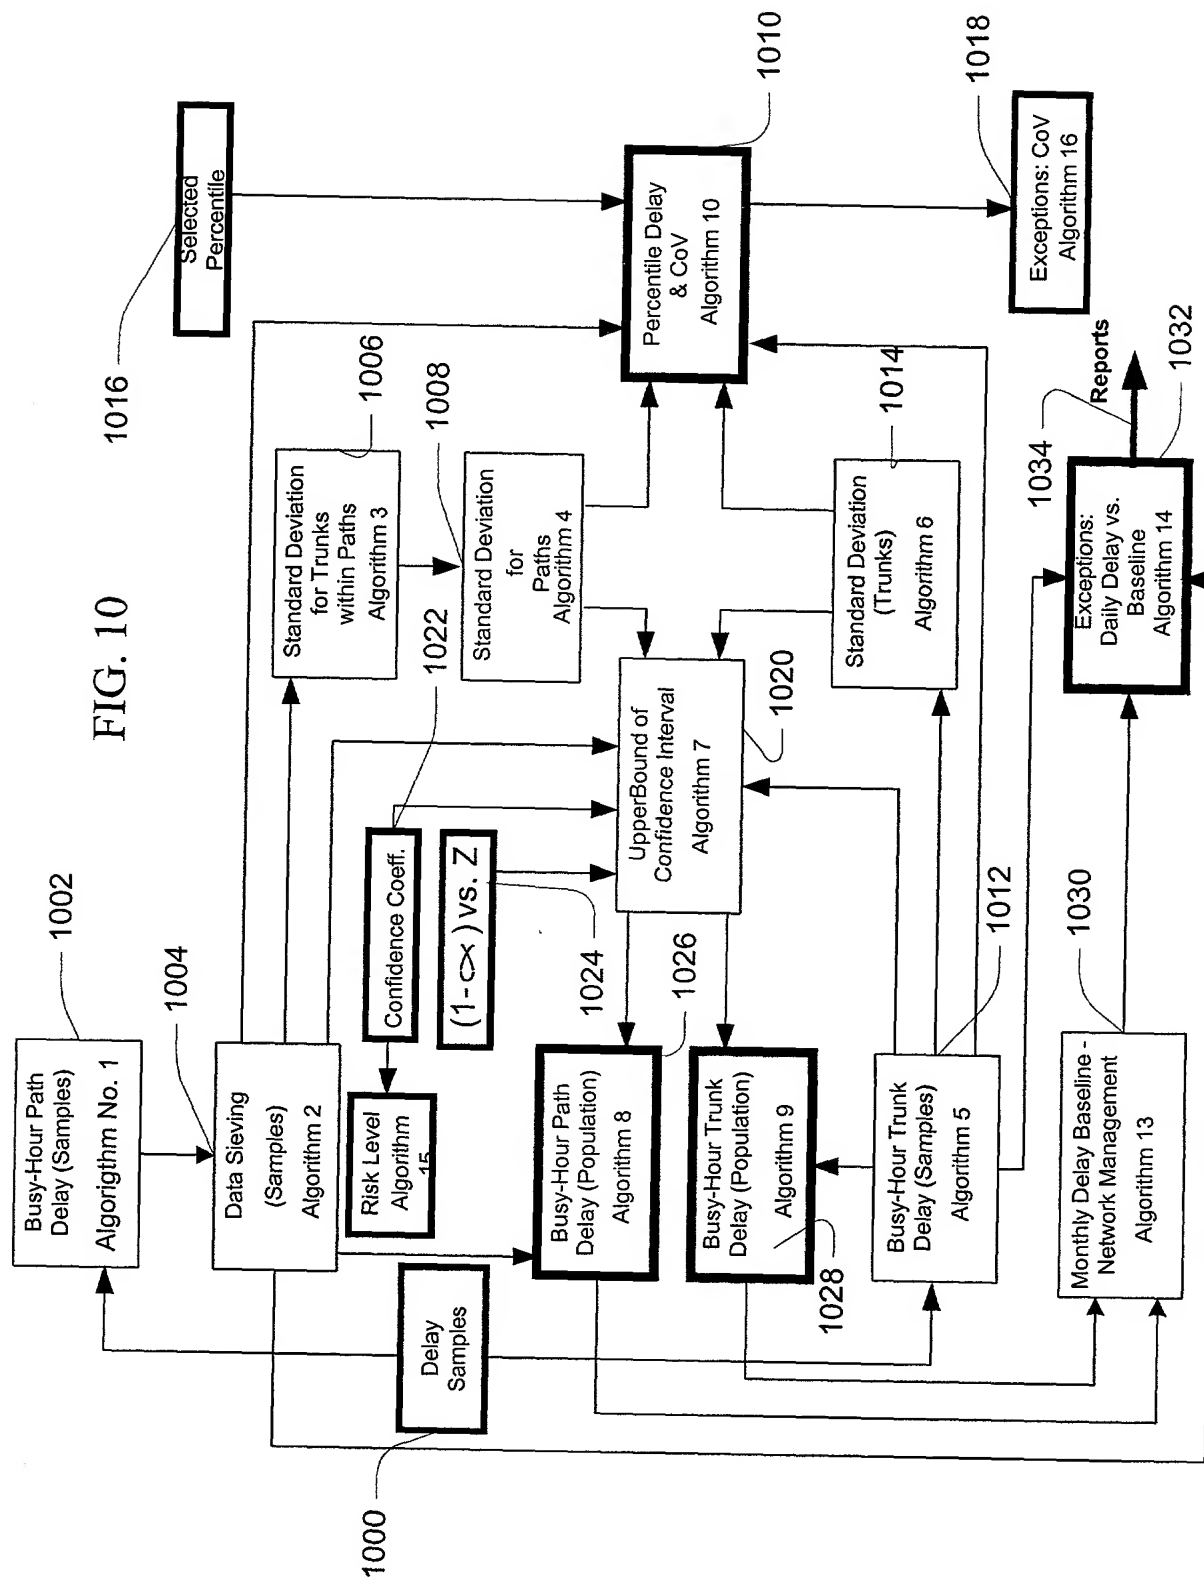 FIG. 10
1002
Busy-Hour Path
Delay (Samples)
Algorigthm No. 1
1004
Data Sieving
(Samples)
Algorithm 2
Standard Deviation
for Trunks
within Paths
Algorithm 3
1006
1016
Selected
Percentile
1008
Standard Deviation
for
Paths
Algorithm 4
1022
Confidence Coeff.
Risk Level
Algorithm
15
1000
Delay
Samples
1024
1026
Busy-Hour Path
Delay (Population)
Algorithm 8
UpperBound of
Confidence Interval
Algorithm 7
1020
Percentile Delay
& CoV
Algorithm 10
1010
Busy-Hour Trunk
Delay (Population)
Algorithm 9
1028
Busy-Hour Trunk
Delay (Samples)
Algorithm 5
1012
Standard Deviation
(Trunks)
Algorithm 6
1014
Exceptions: CoV
Algorithm 16
1018
Monthly Delay Baseline -
Network Management
Algorithm 13
1030
Exceptions:
Daily Delay vs.
Baseline
Algorithm 14
1032
1034
Reports